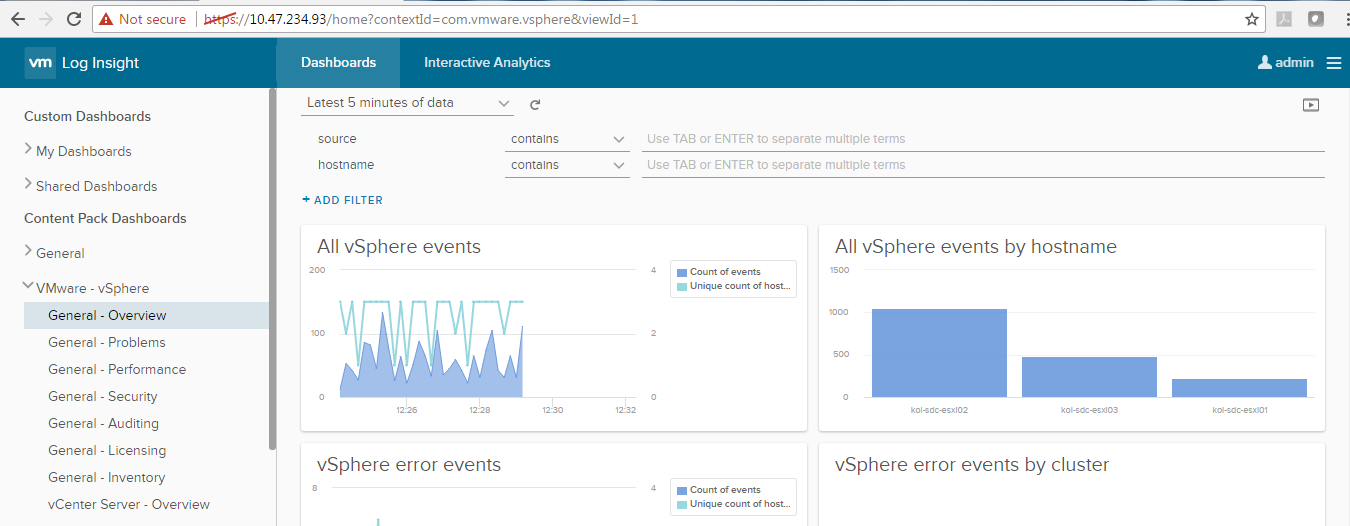 Not secure https://10.47.234.93/home?contextId=com.vmware.vsphere&viewId=1
vm Log Insight Dashboards Interactive Analytics admin
Custom Dashboards
My Dashboards
Shared Dashboards
Content Pack Dashboards
General
VMware - vSphere
General - Overview
General - Problems
General - Performance
General - Security
General - Auditing
General - Licensing
General - Inventory
vCenter Server - Overview
Latest 5 minutes of data
source contains Use TAB or ENTER to separate multiple terms
hostname contains Use TAB or ENTER to separate multiple terms
+ ADD FILTER
All vSphere events
200 4
100 2
0 0
12:26 12:28 12:30 12:32
Count of events
Unique count of host...
All vSphere events by hostname
1500
1000
500
0
kol-sdc-esxi02 kol-sdc-esxi03 kol-sdc-esxi01
vSphere error events
8 4
Count of events
Unique count of host...
vSphere error events by cluster